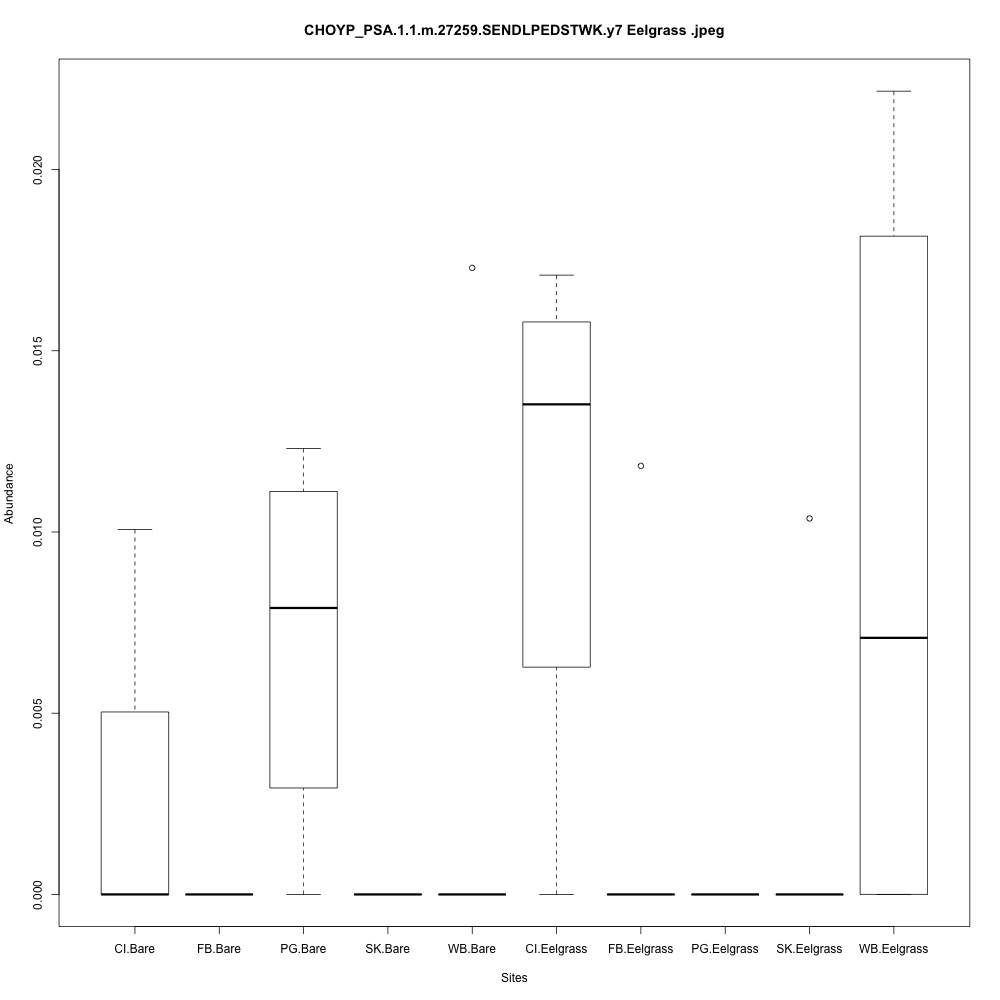 CHOYP_PSA.1.1.m.27259.SENDLPEDSTWK.y7 Eelgrass .jpeg
Abundance
0.020
0.015
0.010
0.005
0.000
CI.Bare FB.Bare PG.Bare SK.Bare WB.Bare CI.Eelgrass FB.Eelgrass PG.Eelgrass SK.Eelgrass WB.Eelgrass
Sites